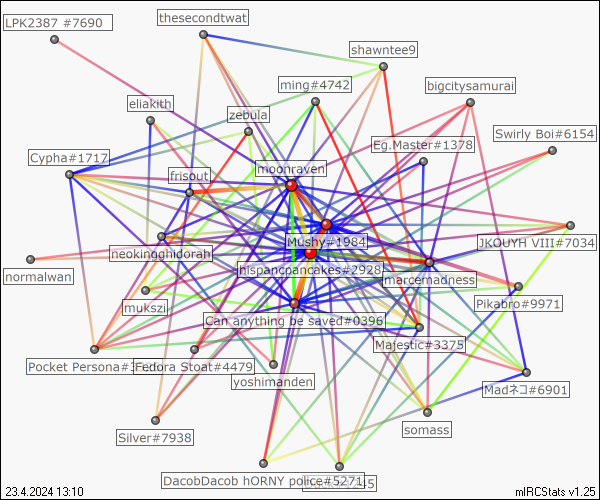 LPK2387 #7690
thesecondtwat
shawntee9
ming#4742
bigcitysamurai
eliakith
zebula
Swirly Boi#6154
Eg.Master#1378
Cypha#1717
moonraven
frisout
Mushy#1984
JKOUYH VIII#7034
neokingghidorah
hispancpancakes#2928
normalwan
marcemadness
mukszii
Pikabro#9971
Can anything be saved#0396
Majestic#3375
Pocket Persona#
Fedora Stoat#4479
yoshimanden
Madネコ#6901
somass
Silver#7938
DacobDacob hORNY police#5271
23.4.2024 13:10
mIRCStats v1.25